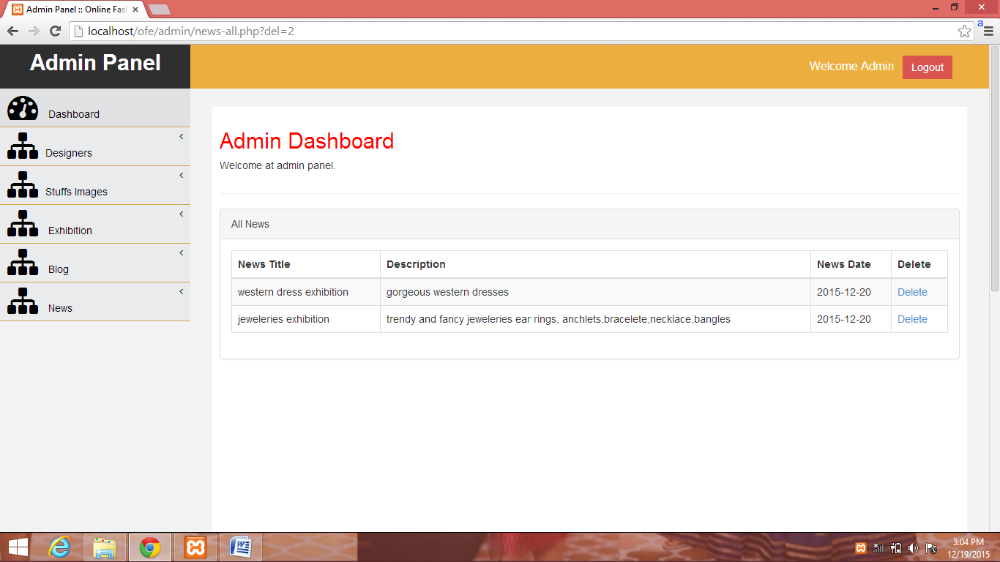 Admin Panel :: Online Fas
localhost/ofe/admin/news-all.php?del=2
a
Admin Panel
Welcome Admin Logout
Dashboard
Designers
Stuffs Images
Exhibition
Blog
News
Admin Dashboard
Welcome at admin panel.
All News
News Title Description News Date Delete
western dress exhibition gorgeous western dresses 2015-12-20 Delete
jeweleries exhibition trendy and fancy jeweleries ear rings, anchlets,bracelete,necklace,bangles 2015-12-20 Delete
3:04 PM
12/19/2015